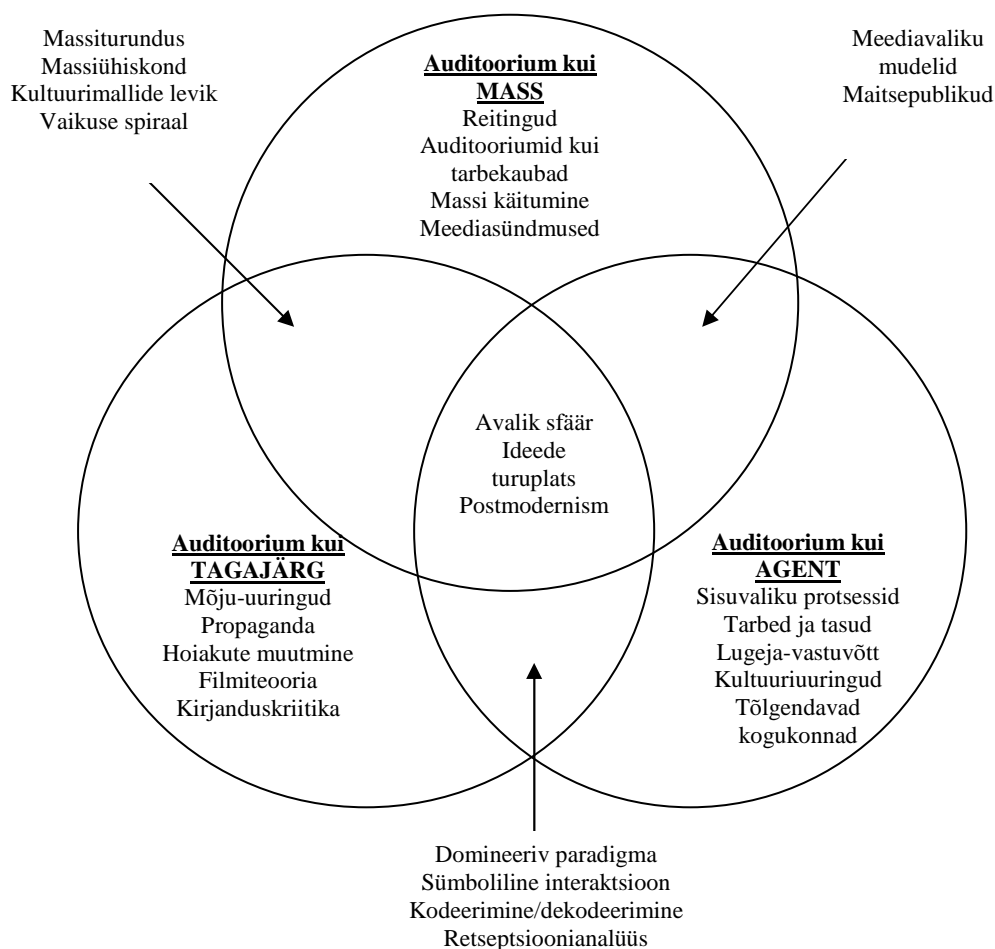 Massiturundus
Massiühiskond
Kultuurimallide levik
Vaikuse spiraal
Meediavaliku
mudelid
Maitsepublikud
Auditoorium kui
MASS
Reitingud
Auditooriumid kui
tarbekaubad
Massi käitumine
Meediasündmused
Avalik sfäär
Ideede
turuplats
Postmodernism
Auditoorium kui
TAGAJÄRG
Mõju-uuringud
Propaganda
Hoiakute muutmine
Filmiteooria
Kirjanduskriitika
Auditoorium kui
AGENT
Sisuvaliku protsessid
Tarbed ja tasud
Lugeja-vastuvõtt
Kultuuriuuringud
Tõlgendavad
kogukonnad
Domineeriv paradigma
Sümboliline interaktsioon
Kodeerimine/dekodeerimine
Retseptsioonianalüüs